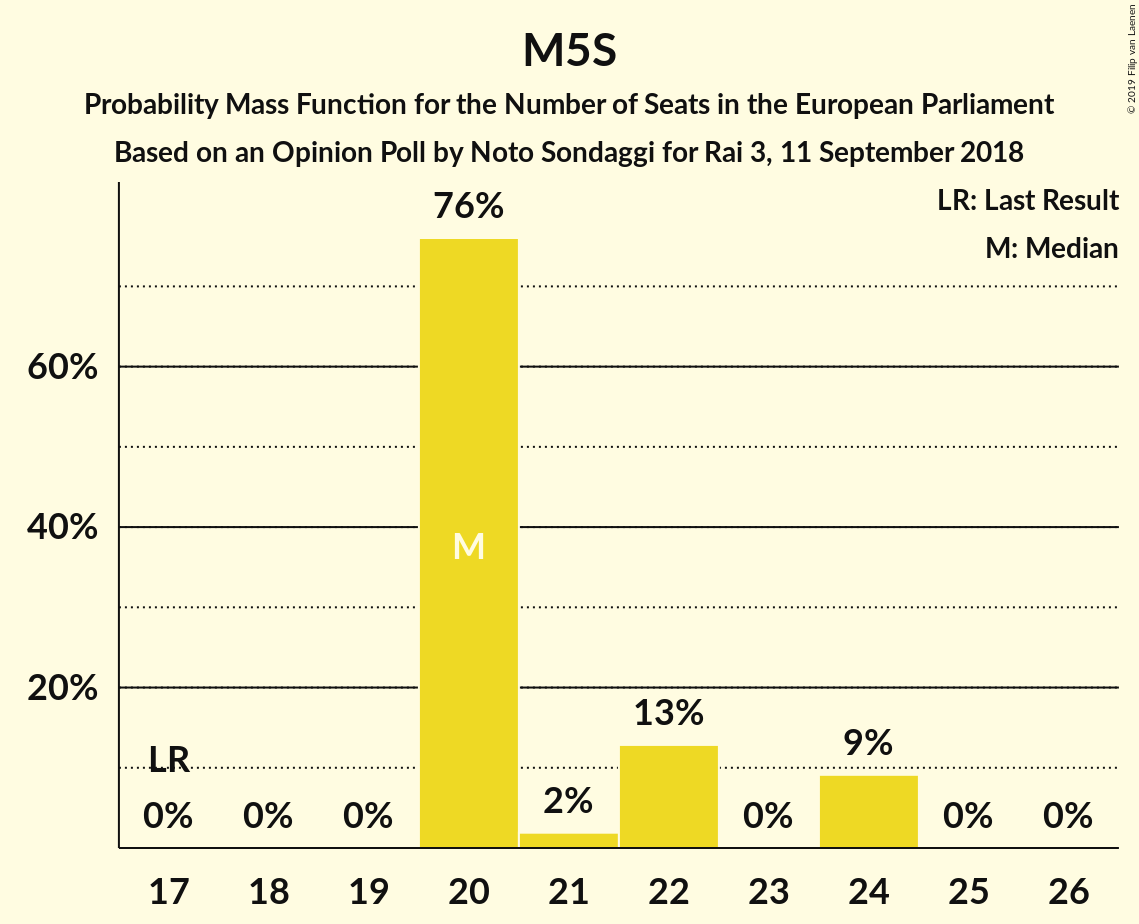 M5S
Probability Mass Function for the Number of Seats in the European Parliament
Based on an Opinion Poll by Noto Sondaggi for Rai 3, 11 September 2018
© 2019 Filip van Laenen
LR: Last Result
M: Median
76%
60%
40%
M
20%
13%
9%
LR
2%
0% 0% 0% 0% 0% 0%
17 18 19 20 21 22 23 24 25 26